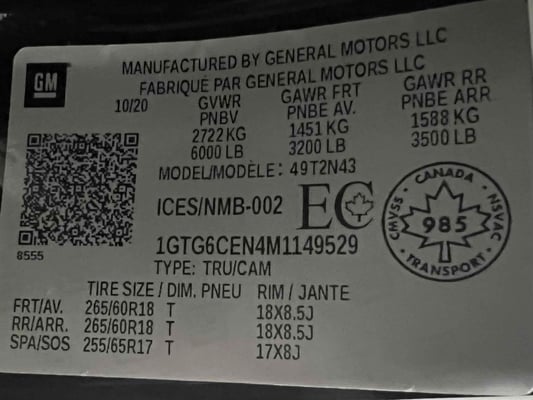 GM
MANUFACTURED BY GENERAL MOTORS LLC
FABRIQUÉ PAR GENERAL MOTORS LLC
10/20 GVWR GAWR FRT GAWR RR
PNBV PNBE AV. PNBE ARR
2722 KG 1451 KG 1588 KG
6000 LB 3200 LB 3500 LB
MODEL/MODÈLE: 49T2N43
ICES/NMB-002 EC
CANADA
CMVSS 985 NSVAC
TRANSPORT
8555
1GTG6CEN4M1149529
TYPE: TRU/CAM
TIRE SIZE / DIM. PNEU RIM / JANTE
FRT/AV. 265/60R18 T 18X8.5J
RR/ARR. 265/60R18 T 18X8.5J
SPA/SOS 255/65R17 T 17X8J